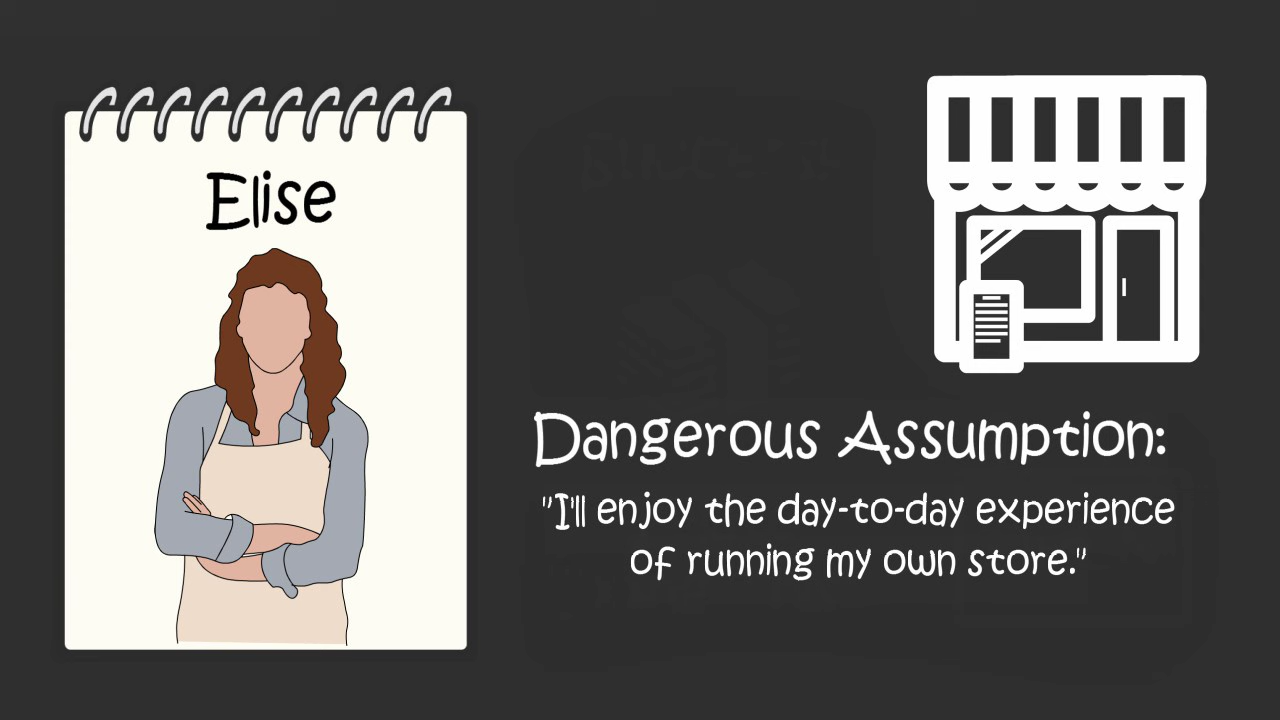 Elise
Dangerous Assumption:
"I'll enjoy the day-to-day experience
of running my own store."